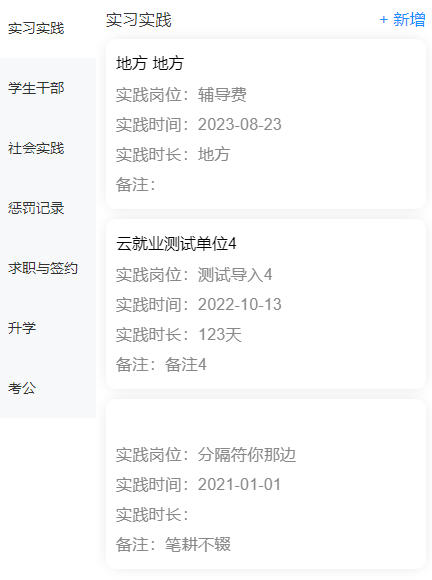 实习实践
学生干部
社会实践
惩罚记录
求职与签约
升学
考公
实习实践
+ 新增
地方 地方
实践岗位：辅导费
实践时间：2023-08-23
实践时长：地方
备注：
云就业测试单位4
实践岗位：测试导入4
实践时间：2022-10-13
实践时长：123天
备注：备注4
实践岗位：分隔符你那边
实践时间：2021-01-01
实践时长：
备注：笔耕不辍